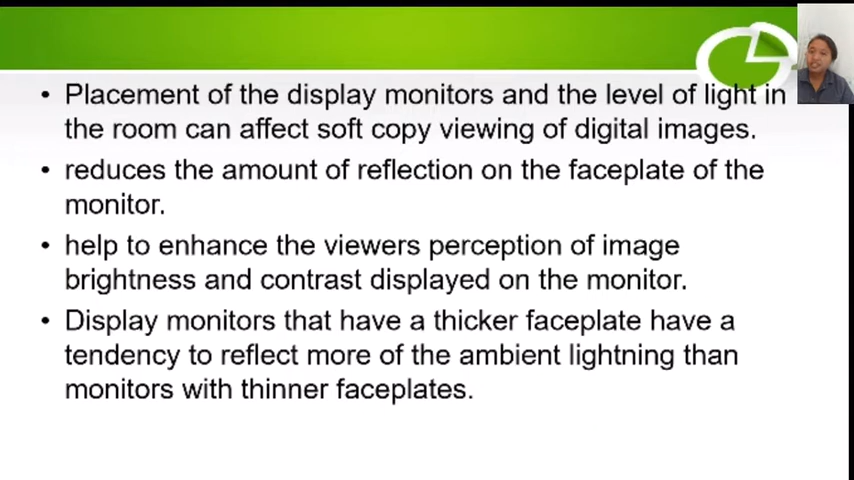 • Placement of the display monitors and the level of light in
the room can affect soft copy viewing of digital images.
• reduces the amount of reflection on the faceplate of the
monitor.
• help to enhance the viewers perception of image
brightness and contrast displayed on the monitor.
• Display monitors that have a thicker faceplate have a
tendency to reflect more of the ambient lightning than
monitors with thinner faceplates.